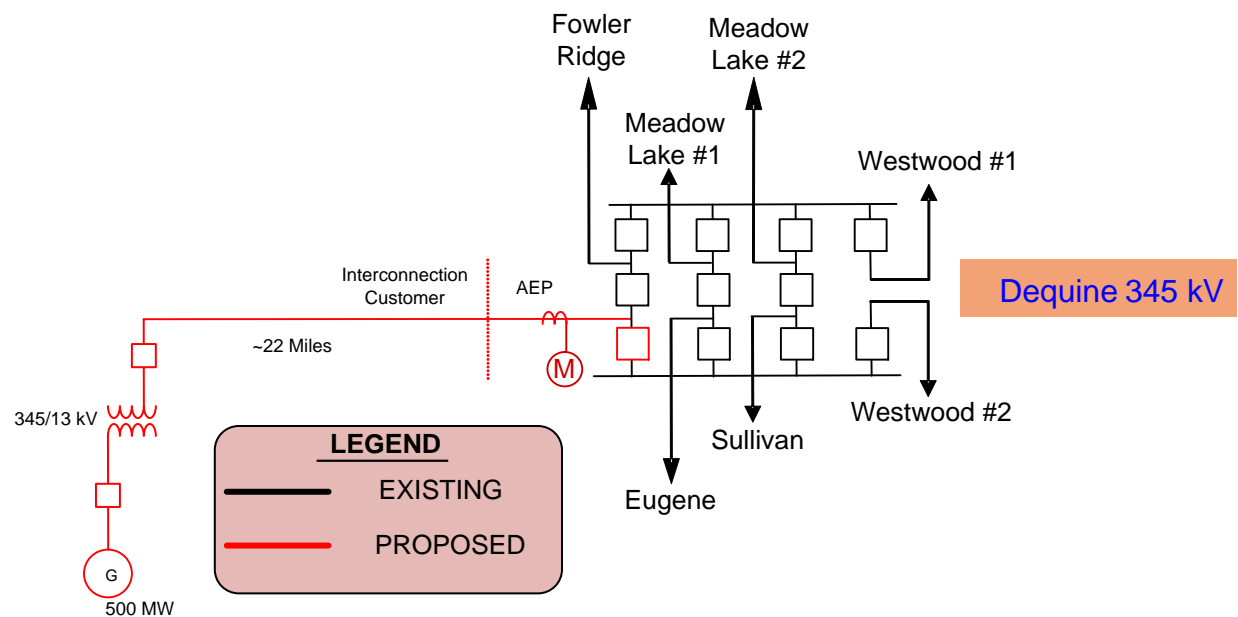 Fowler
Ridge
Meadow
Lake #2
Meadow
Lake #1
Westwood #1
Interconnection
Customer
AEP
Dequine 345 kV
~22 Miles
M
345/13 kV
Westwood #2
Sullivan
Eugene
LEGEND
EXISTING
PROPOSED
G
500 MW